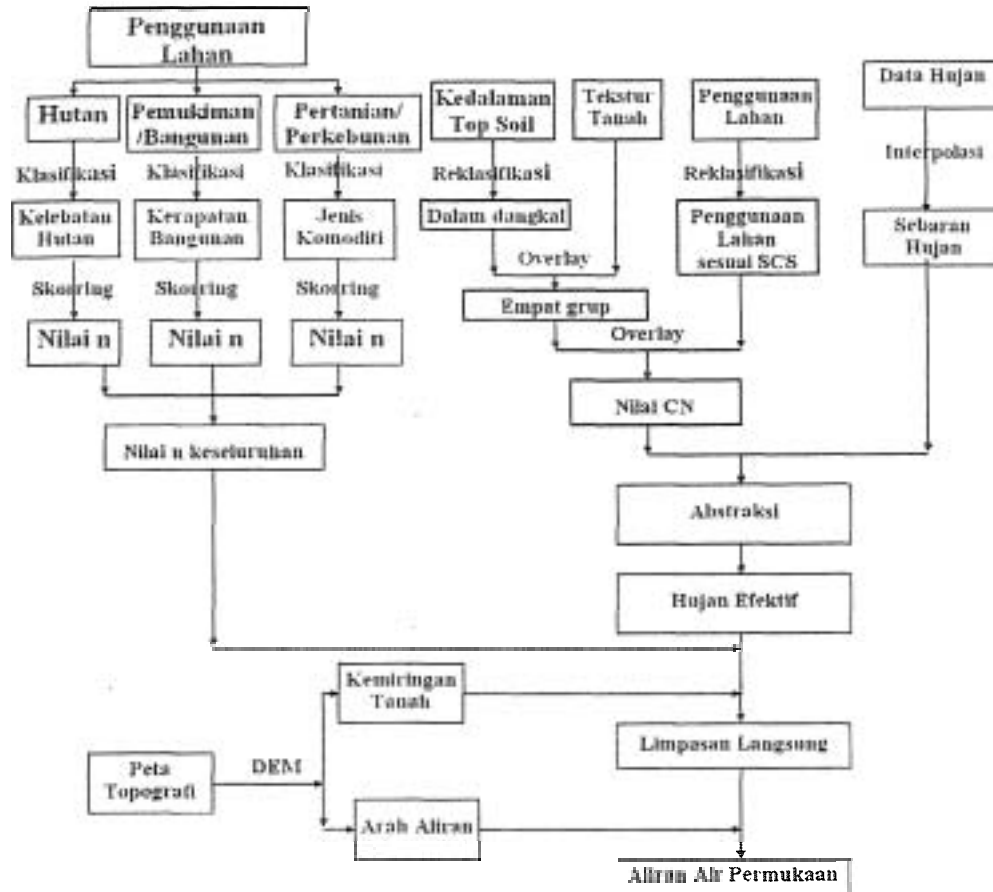 Penggunaan
Lahan
Hutan
Pemukiman
/Bangunan
Pertanian/
Perkebunan
Kedalaman
Top Soil
Tekstur
Tanah
Penggunaan
Lahan
Data Hujan
Klasifikasi
Klasifikasi
Klasifikasi
Reklasifikasi
Reklasifikasi
Interpolasi
Kelebatan
Hutan
Kerapatan
Bangunan
Jenis
Komoditi
Dalam dangkal
Penggunaan
Lahan
sesuai SCS
Sebaran
Hujan
Overlay
Skoring
Skoring
Skoring
Empat grup
Nilai n
Nilai n
Nilai n
Overlay
Nilai CN
Nilai n keseluruhan
Abstraksi
Hujan Efektif
Kemiringan
Tanah
Limpasan Langsung
Peta
Topografi
DEM
Arah Aliran
Aliran Air Permukaan